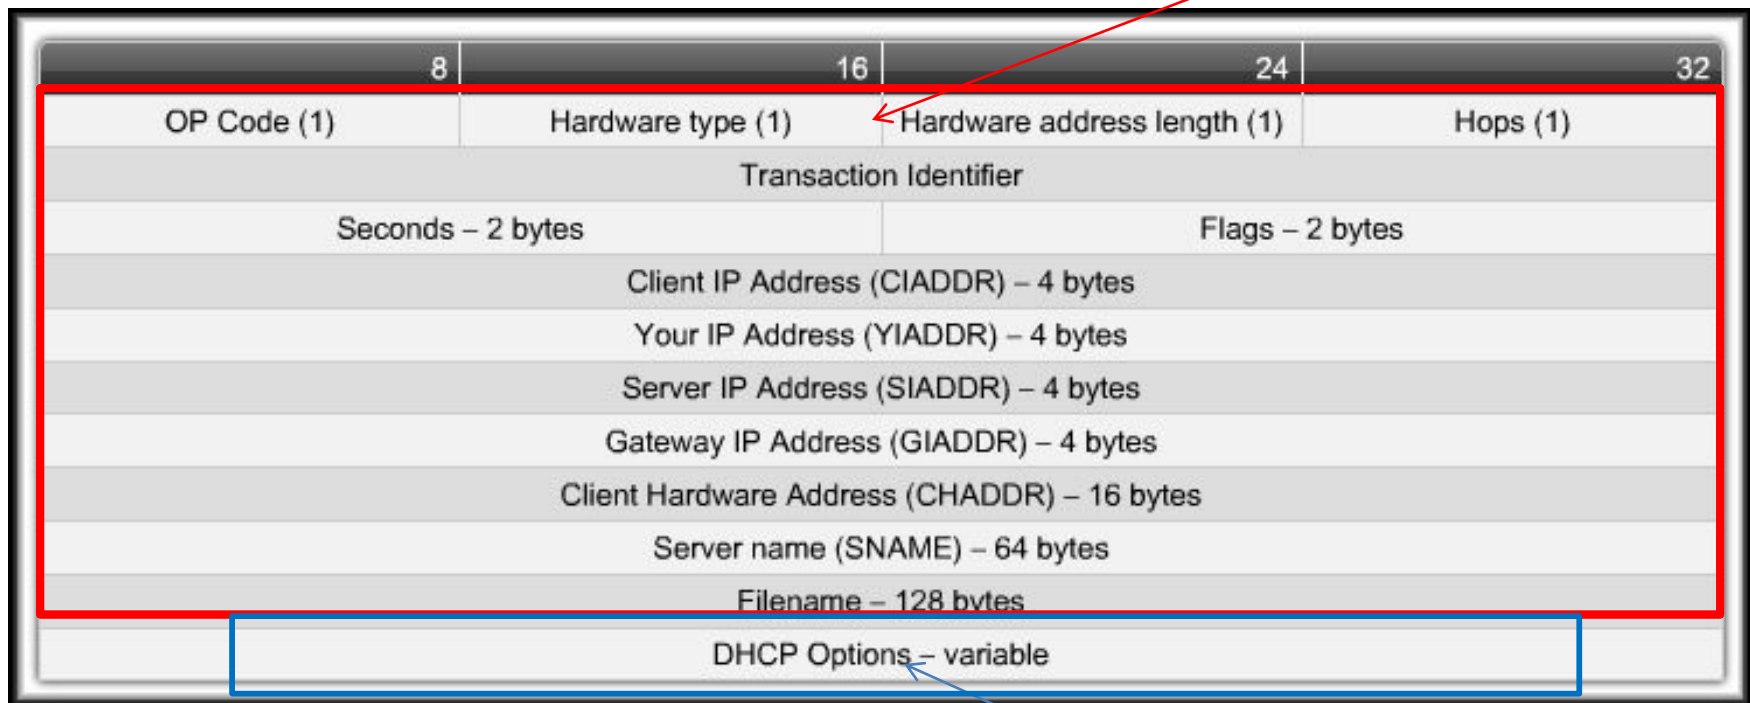 8 16 24 32
OP Code (1) Hardware type (1) Hardware address length (1) Hops (1)
Transaction Identifier
Seconds – 2 bytes Flags – 2 bytes
Client IP Address (CIADDR) – 4 bytes
Your IP Address (YIADDR) – 4 bytes
Server IP Address (SIADDR) – 4 bytes
Gateway IP Address (GIADDR) – 4 bytes
Client Hardware Address (CHADDR) – 16 bytes
Server name (SNAME) – 64 bytes
Filename – 128 bytes
DHCP Options – variable